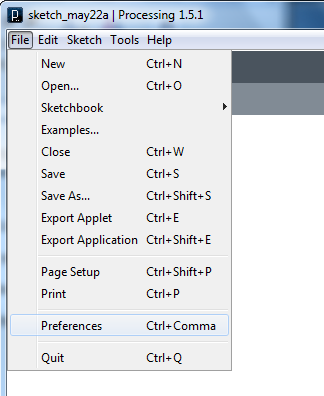 sketch_may22a | Processing 1.5.1
File Edit Sketch Tools Help
New Ctrl+N
Open... Ctrl+O
Sketchbook
Examples...
Close Ctrl+W
Save Ctrl+S
Save As... Ctrl+Shift+S
Export Applet Ctrl+E
Export Application Ctrl+Shift+E
Page Setup Ctrl+Shift+P
Print Ctrl+P
Preferences Ctrl+Comma
Quit Ctrl+Q